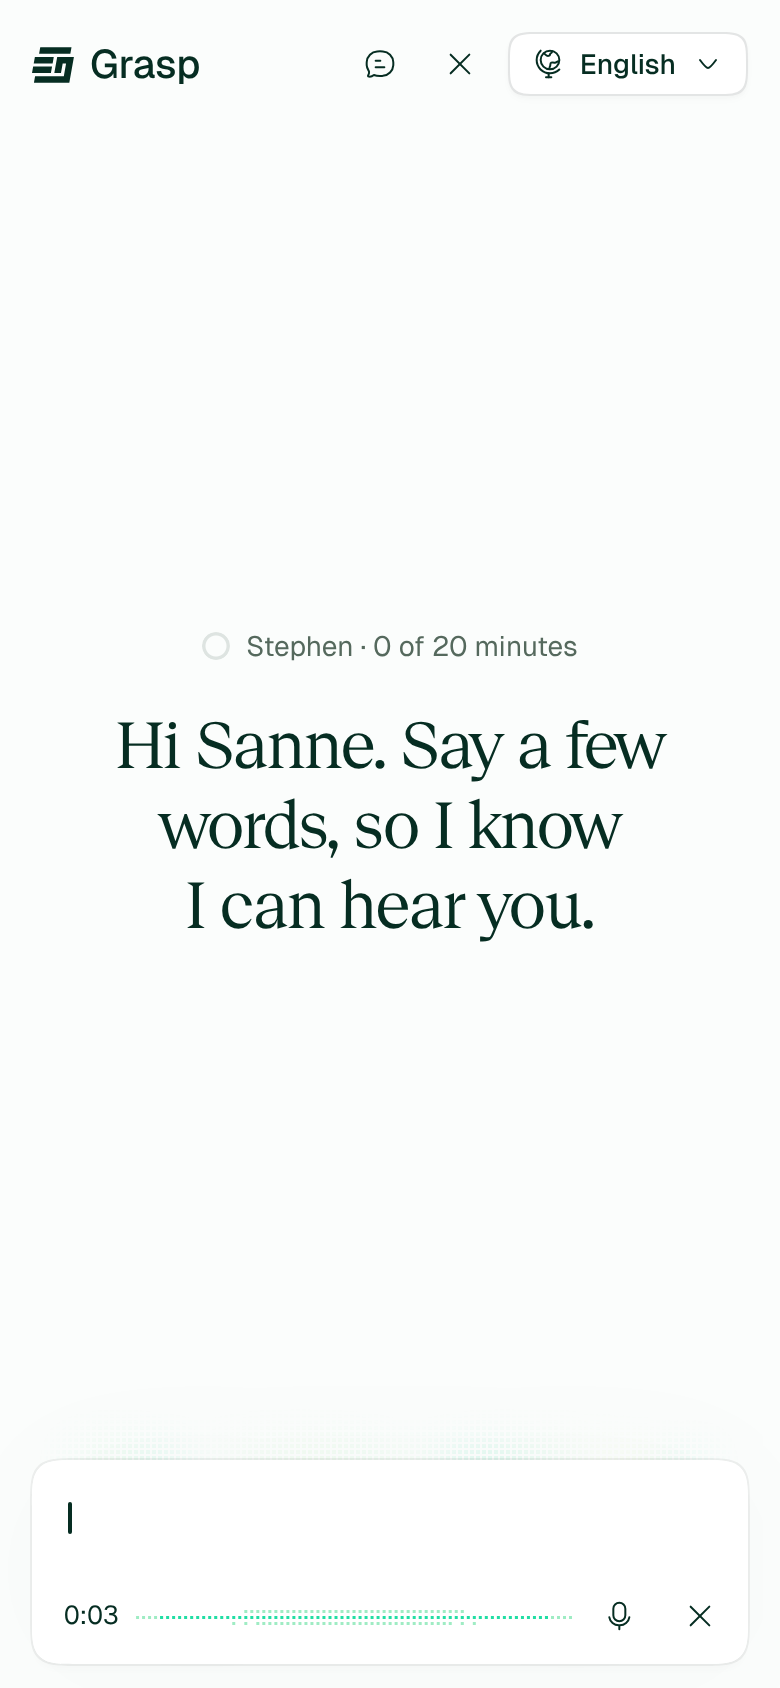 Grasp
English
Stephen · 0 of 20 minutes
Hi Sanne. Say a few
words, so I know
I can hear you.
0:03